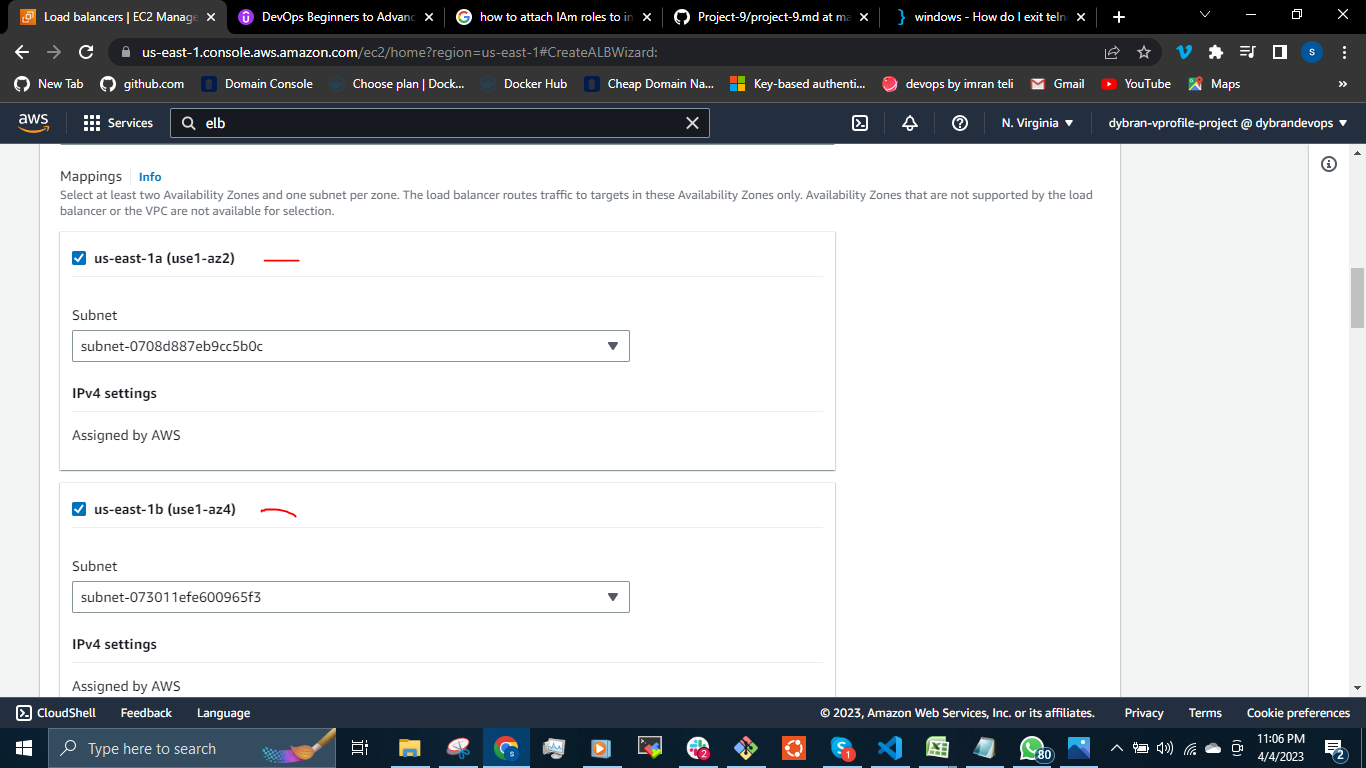 Load balancers | EC2 Manage
DevOps Beginners to Advanc
how to attach IAm roles to in
Project-9/project-9.md at ma
windows - How do I exit teln
us-east-1.console.aws.amazon.com/ec2/home?region=us-east-1#CreateALBWizard:
S
New Tab
github.com
Domain Console
Choose plan | Dock...
Docker Hub
Cheap Domain Na...
Key-based authenti...
devops by imran teli
Gmail
YouTube
Maps
»
aws
Services
elb
N. Virginia
dybran-vprofile-project @ dybrandevops
Mappings
Info
Select at least two Availability Zones and one subnet per zone. The load balancer routes traffic to targets in these Availability Zones only. Availability Zones that are not supported by the load
balancer or the VPC are not available for selection.
us-east-1a (use1-az2)
Subnet
subnet-0708d887eb9cc5b0c
IPv4 settings
Assigned by AWS
us-east-1b (use1-az4)
Subnet
subnet-073011efe600965f3
IPv4 settings
Assigned by AWS
CloudShell
Feedback
Language
© 2023, Amazon Web Services, Inc. or its affiliates.
Privacy
Terms
Cookie preferences
Type here to search
2
1
80
11:06 PM
4/4/2023
2